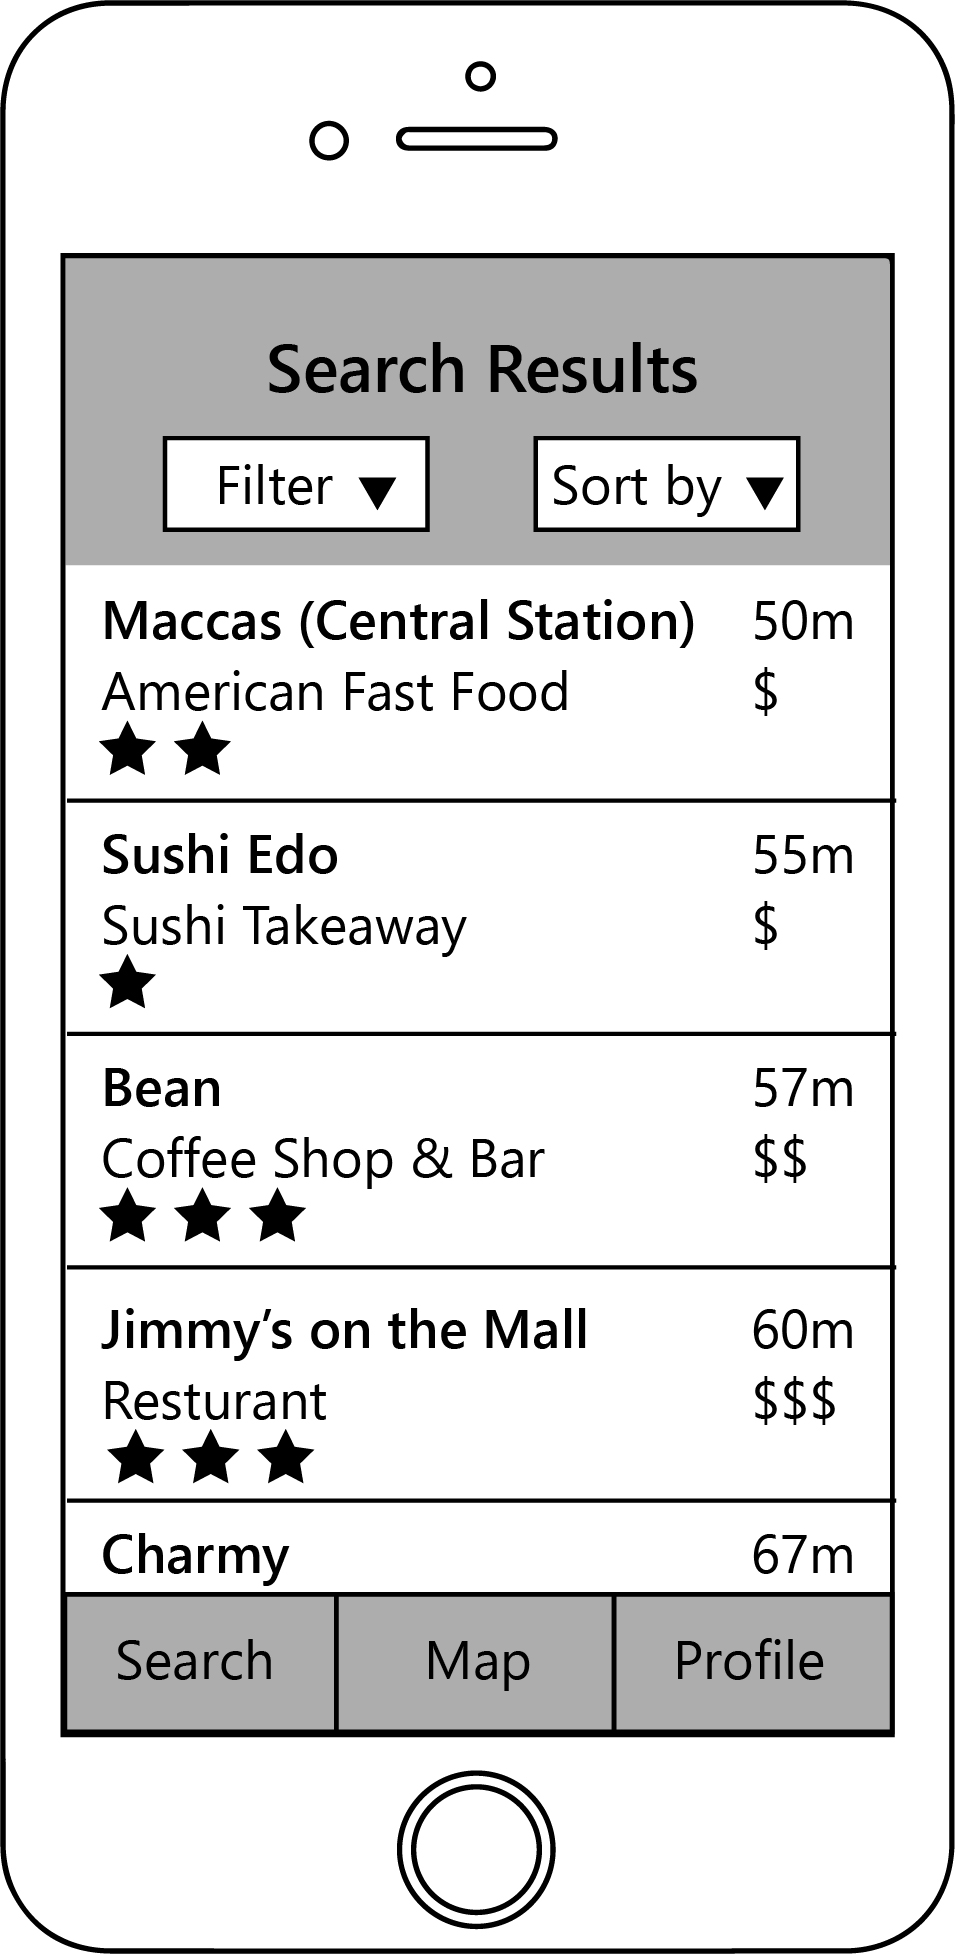 Search Results
Filter ▼ Sort by ▼
Maccas (Central Station) 50m
American Fast Food $
★ ★
Sushi Edo 55m
Sushi Takeaway $
★
Bean 57m
Coffee Shop & Bar $$
★ ★ ★
Jimmy’s on the Mall 60m
Resturant $$$
★ ★ ★
Charmy 67m
Search Map Profile